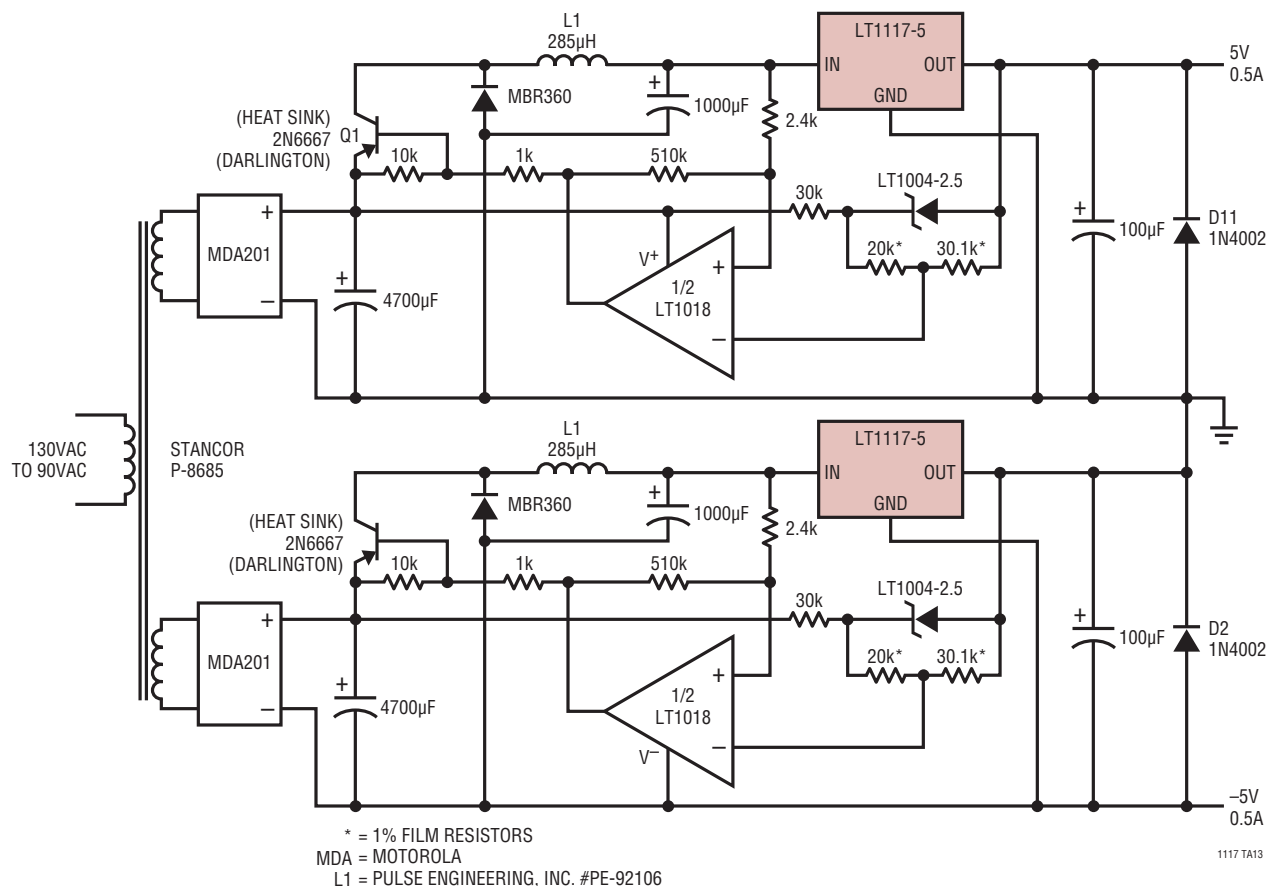 L1
285µH
LT1117-5
IN
OUT
GND
5V
0.5A
MBR360
+
1000µF
2.4k
(HEAT SINK)
2N6667
(DARLINGTON)
Q1
10k
1k
510k
LT1004-2.5
30k
20k*
30.1k*
+
100µF
D11
1N4002
MDA201
+
–
+
4700µF
V+
+
1/2
LT1018
–
130VAC
TO 90VAC
STANCOR
P-8685
L1
285µH
LT1117-5
IN
OUT
GND
MBR360
+
1000µF
2.4k
(HEAT SINK)
2N6667
(DARLINGTON)
10k
1k
510k
LT1004-2.5
30k
20k*
30.1k*
+
100µF
D2
1N4002
MDA201
+
–
+
4700µF
+
1/2
LT1018
–
V–
–5V
0.5A
* = 1% FILM RESISTORS
MDA = MOTOROLA
L1 = PULSE ENGINEERING, INC. #PE-92106
1117 TA13